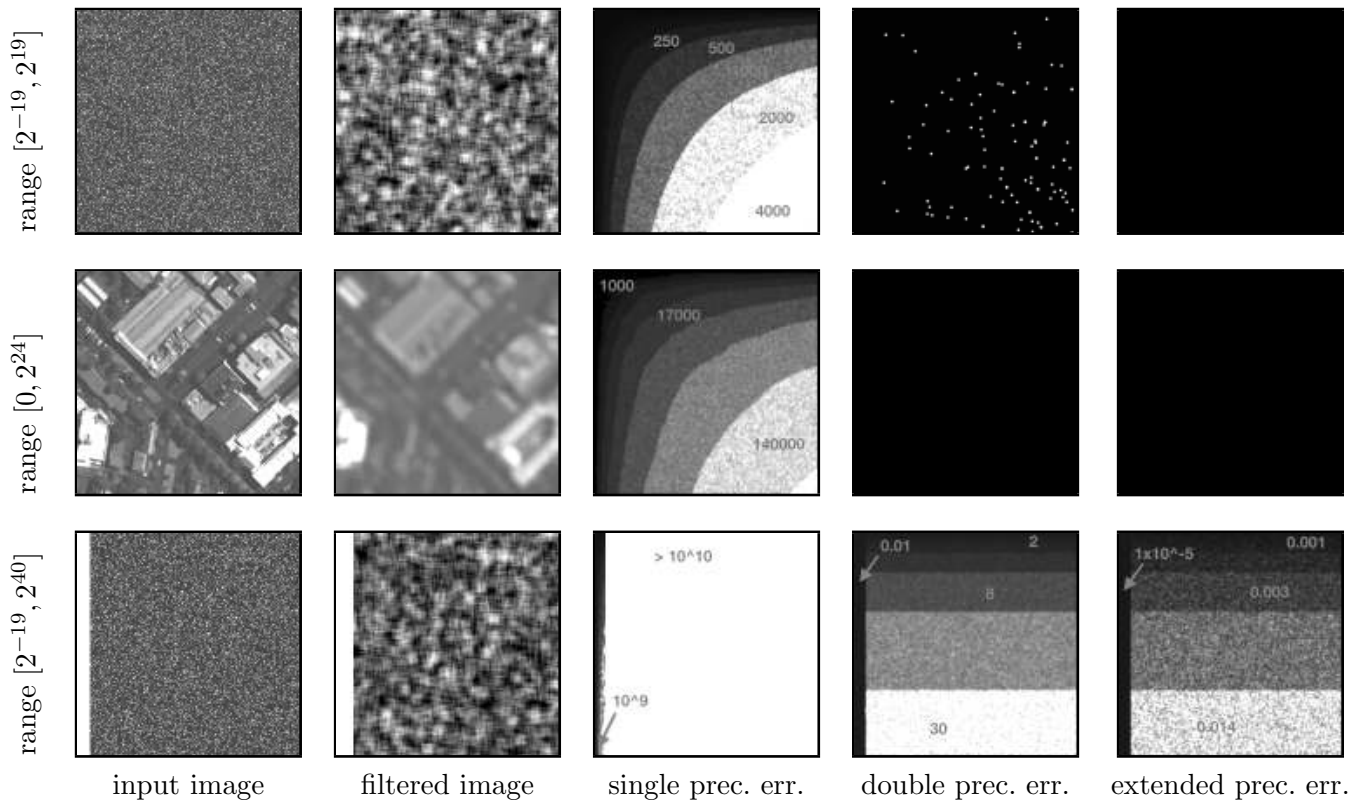 range [2^{-19}, 2^{19}]
250
500
2000
4000
range [0, 2^{24}]
1000
17000
140000
range [2^{-19}, 2^{40}]
> 10^10
10^9
0.01
2
8
30
1x10^-5
0.001
0.003
0.014
input image
filtered image
single prec. err.
double prec. err.
extended prec. err.